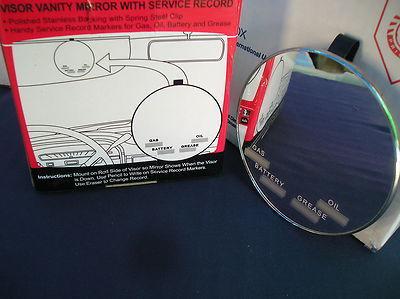 VISOR VANITY MIRROR WITH SERVICE RECORD
• Polished Stainless Backing with Spring Steel Clip
• Handy Service Record Markers for Gas, Oil, Battery and Grease
GAS
OIL
BATTERY
GREASE
Instructions: Mount on Rod Side of Visor so Mirror Shows When the Visor
is Down. Use Pencil to Write on Service Record Markers.
Use Eraser to Change Record.
OX
ernational U
GAS
BATTERY
GREASE
OIL